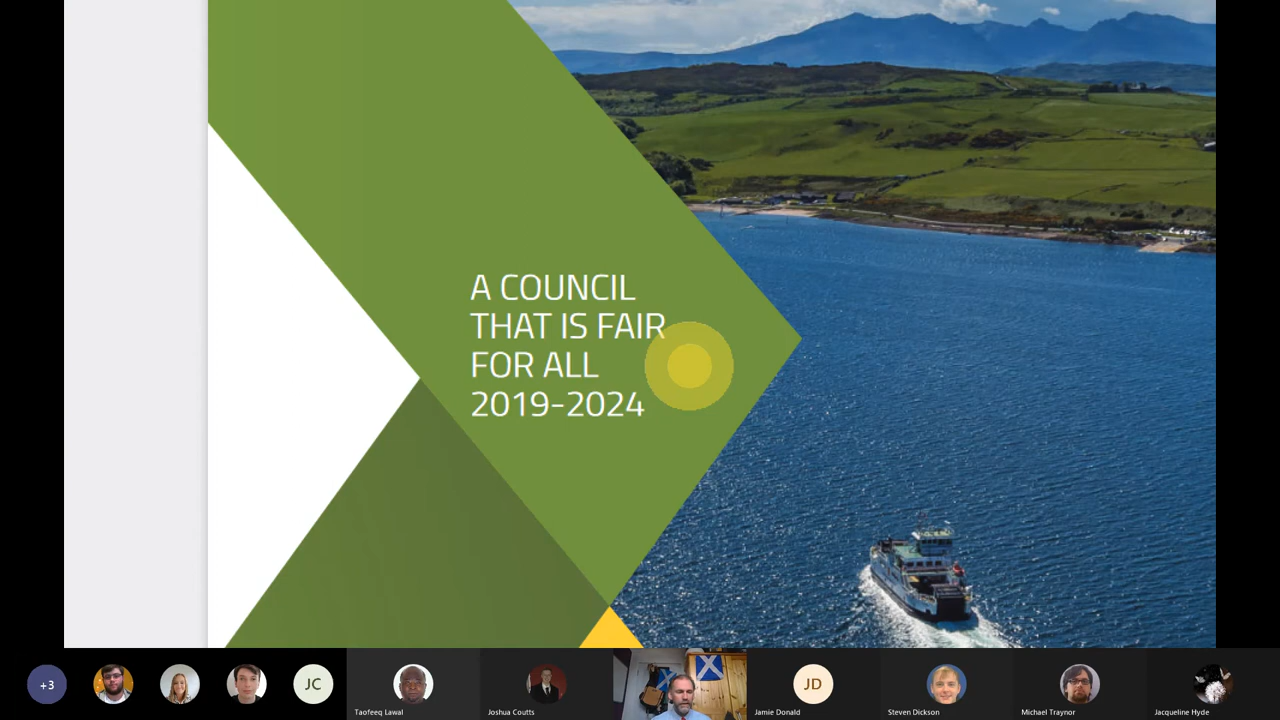 A COUNCIL
THAT IS FAIR
FOR ALL
2019-2024
+3
JC
Taofeeq Lawal
Joshua Coutts
JD
Jamie Donald
Steven Dickson
Michael Traynor
Jacqueline Hyde